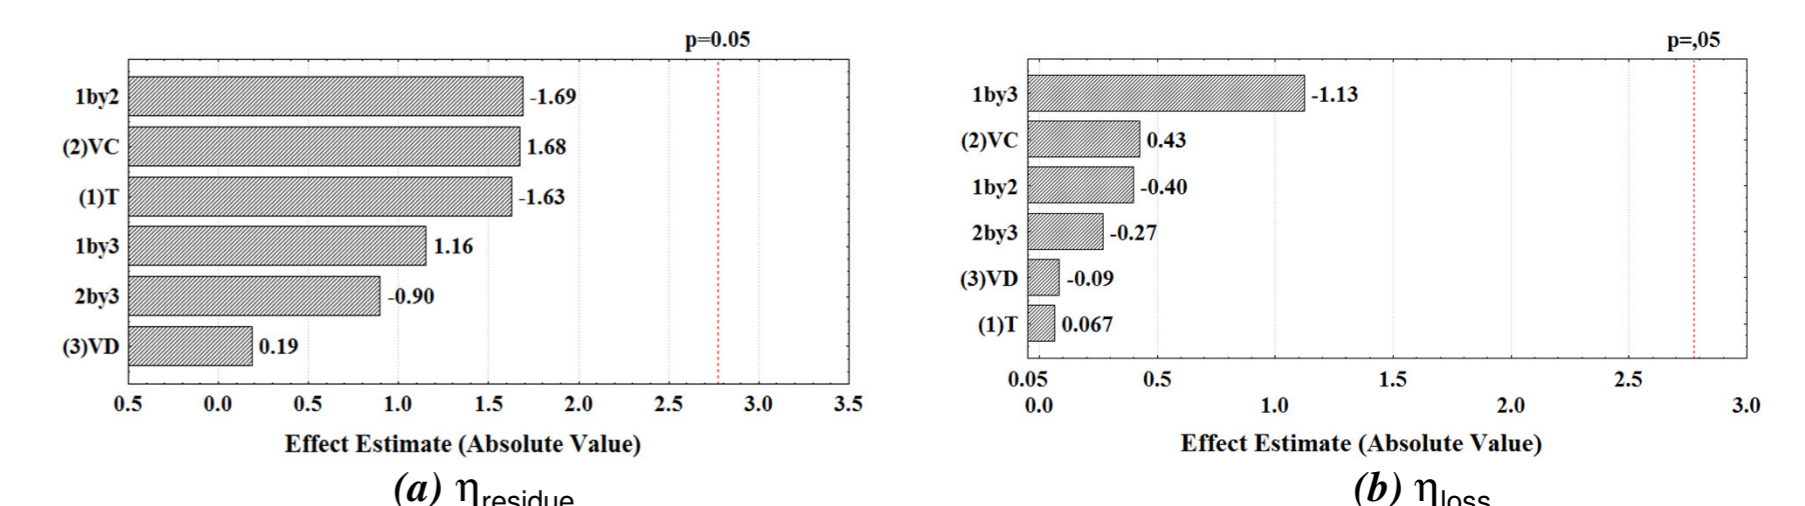 p=0.05
1by2
-1.69
(2)VC
1.68
(1)T
-1.63
1by3
1.16
2by3
-0.90
(3)VD
0.19
0.5 0.0 0.5 1.0 1.5 2.0 2.5 3.0 3.5
Effect Estimate (Absolute Value)
(a) ηresidue
p=,05
1by3
-1.13
(2)VC
0.43
1by2
-0.40
2by3
-0.27
(3)VD
-0.09
(1)T
0.067
0.05 0.5 1.5 2.5
0.0 1.0 2.0 3.0
Effect Estimate (Absolute Value)
(b) ηloss